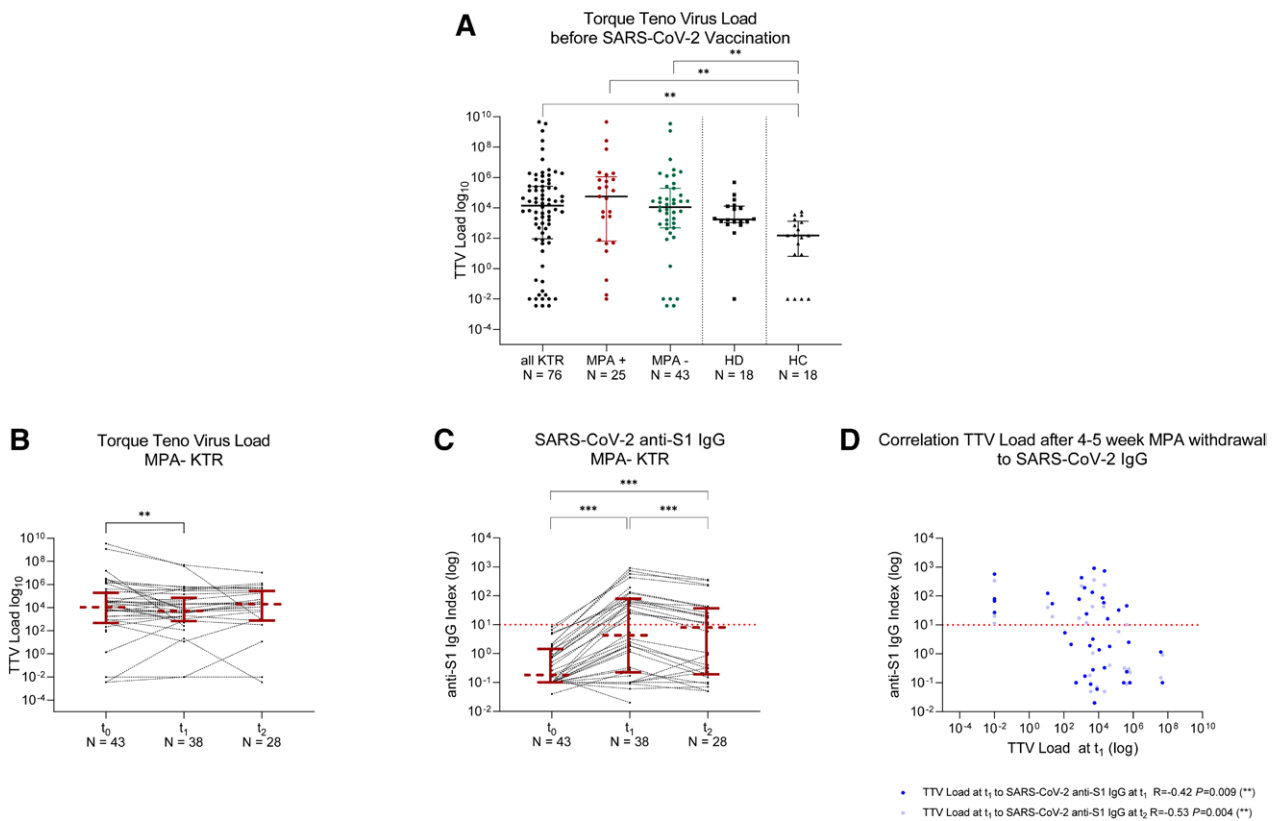 A
Torque Teno Virus Load
before SARS-CoV-2 Vaccination
**
**
**
TTV Load log10
10^10
10^8
10^6
10^4
10^2
10^0
10^-2
10^-4
all KTR MPA + MPA - HD HC
N = 76 N = 25 N = 43 N = 18 N = 18
B
Torque Teno Virus Load
MPA- KTR
**
TTV Load log10
10^10
10^8
10^6
10^4
10^2
10^0
10^-2
10^-4
t0 t1 t2
N = 43 N = 38 N = 28
C
SARS-CoV-2 anti-S1 IgG
MPA- KTR
***
*** ***
anti-S1 IgG Index (log)
10^4
10^3
10^2
10^1
10^0
10^-1
10^-2
t0 t1 t2
N = 43 N = 38 N = 28
D
Correlation TTV Load after 4-5 week MPA withdrawal
to SARS-CoV-2 IgG
anti-S1 IgG Index (log)
10^4
10^3
10^2
10^1
10^0
10^-1
10^-2
10^-4 10^-2 10^0 10^2 10^4 10^6 10^8 10^10
TTV Load at t1 (log)
TTV Load at t1 to SARS-CoV-2 anti-S1 IgG at t1 R=-0.42 P=0.009 (**)
TTV Load at t1 to SARS-CoV-2 anti-S1 IgG at t2 R=-0.53 P=0.004 (**)